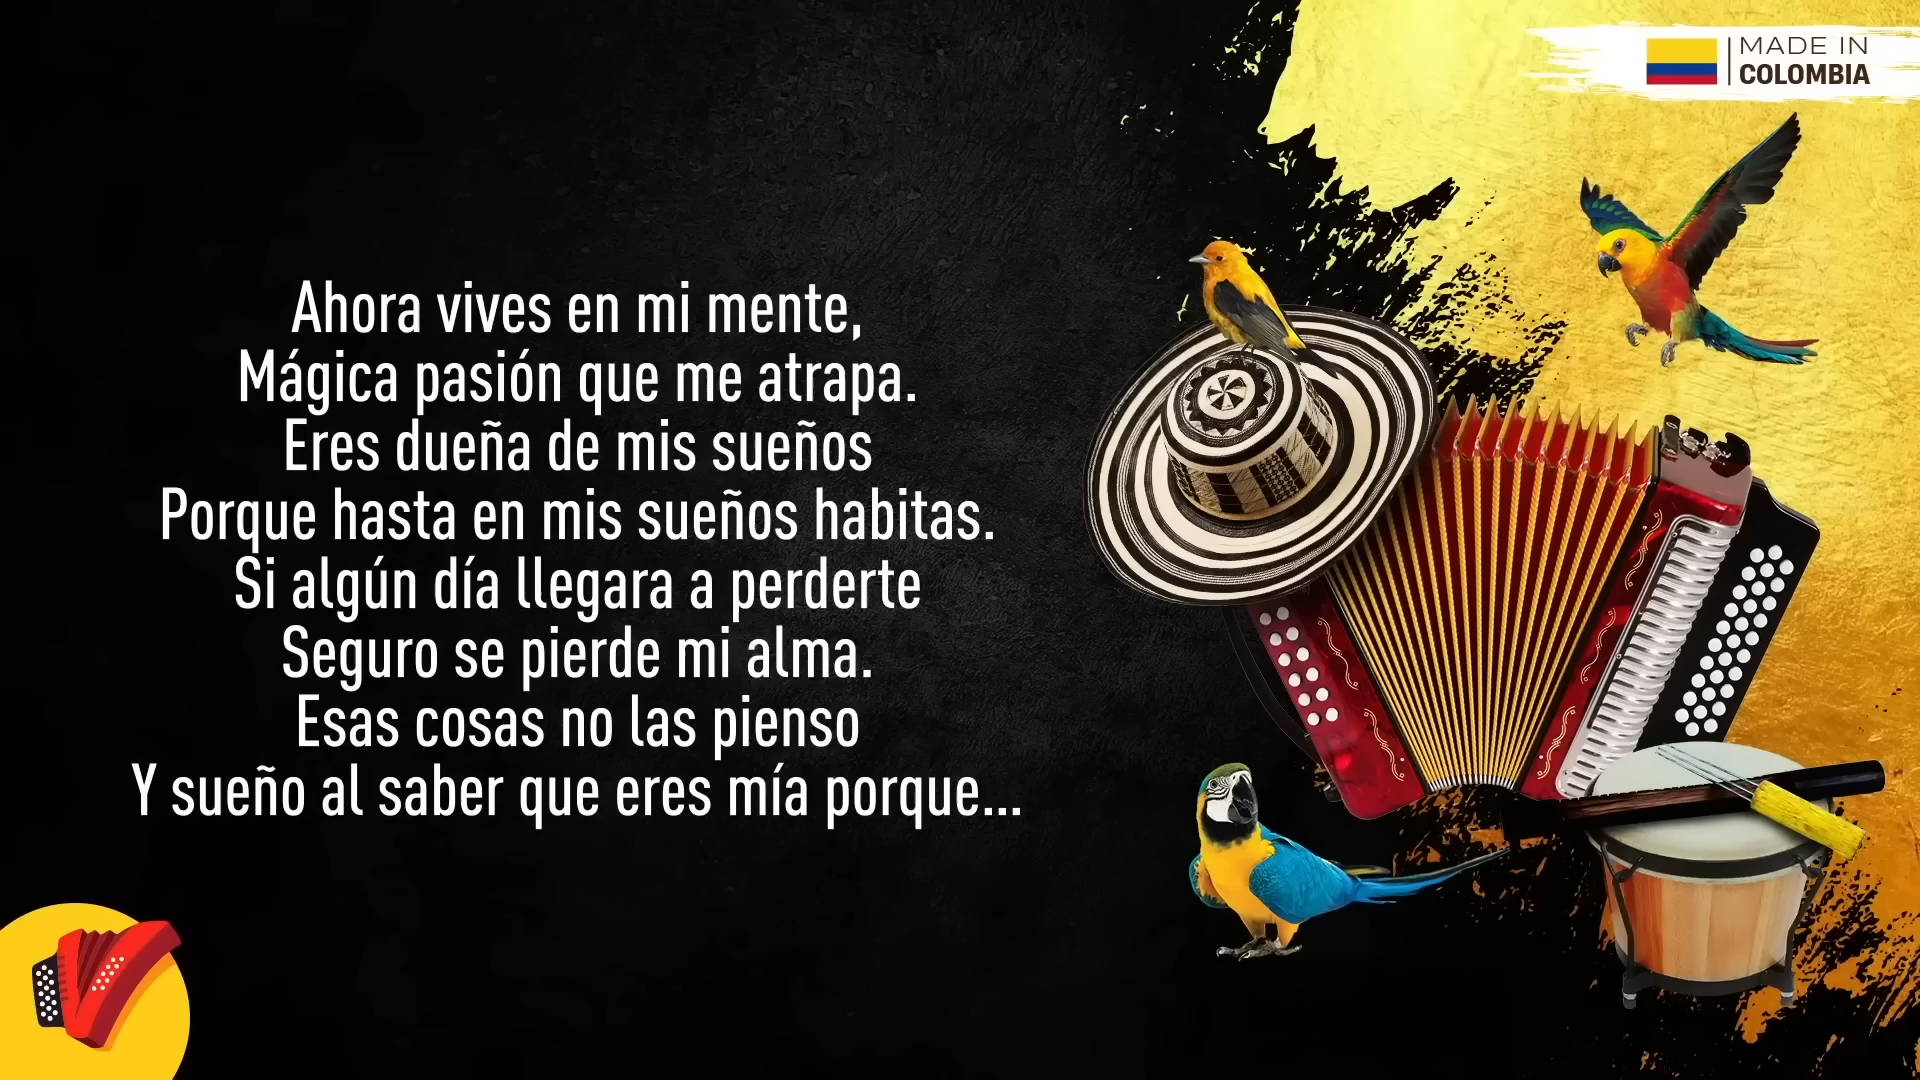 MADE IN
COLOMBIA
Ahora vives en mi mente,
Mágica pasión que me atrapa.
Eres dueña de mis sueños
Porque hasta en mis sueños habitas.
Si algún día llegara a perderte
Seguro se pierde mi alma.
Esas cosas no las pienso
Y sueño al saber que eres mía porque...